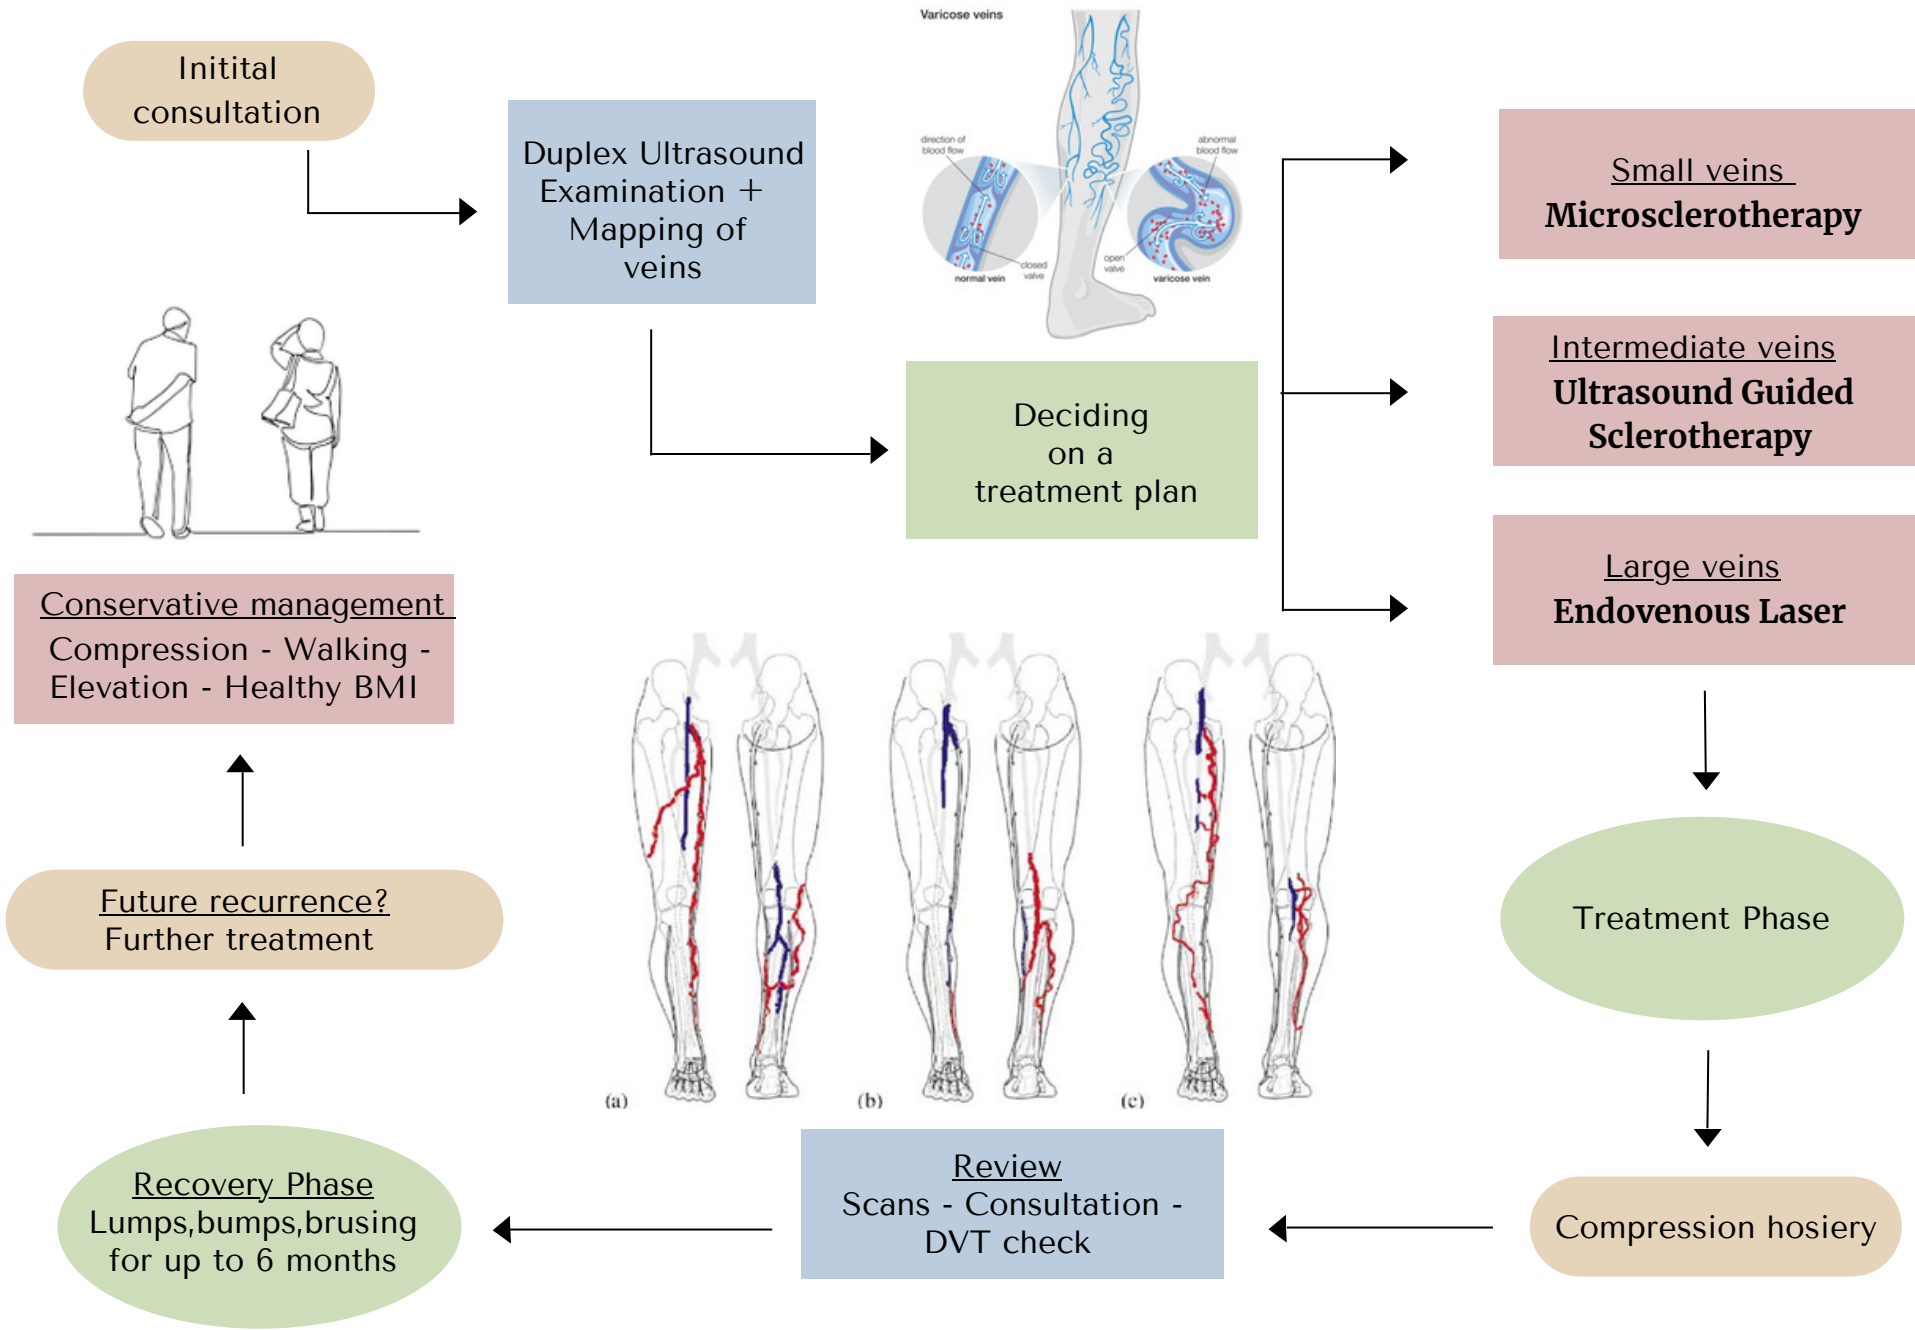 Initital
consultation
Duplex Ultrasound
Examination +
Mapping of
veins
Varicose veins
direction of
blood flow
closed
valve
normal vein
abnormal
blood flow
open
valve
varicose vein
Deciding
on a
treatment plan
Small veins
Microsclerotherapy
Intermediate veins
Ultrasound Guided
Sclerotherapy
Large veins
Endovenous Laser
Treatment Phase
Compression hosiery
(a)
(b)
(c)
Review
Scans - Consultation -
DVT check
Recovery Phase
Lumps,bumps,brusing
for up to 6 months
Future recurrence?
Further treatment
Conservative management
Compression - Walking -
Elevation - Healthy BMI